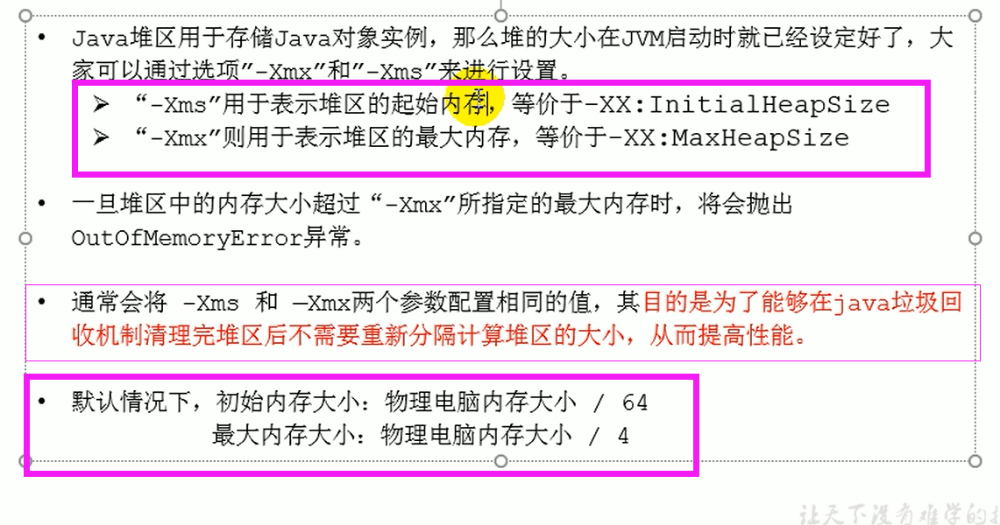 • Java堆区用于存储Java对象实例，那么堆的大小在JVM启动时就已经设定好了，大
家可以通过选项"-Xmx"和"-Xms"来进行设置。
➢ “-Xms”用于表示堆区的起始内存，等价于-XX:InitialHeapSize
➢ “-Xmx”则用于表示堆区的最大内存，等价于-XX:MaxHeapSize
• 一旦堆区中的内存大小超过“-Xmx”所指定的最大内存时，将会抛出
OutOfMemoryError异常。
• 通常会将 -Xms 和 –Xmx两个参数配置相同的值，其目的是为了能够在java垃圾回
收机制清理完堆区后不需要重新分隔计算堆区的大小，从而提高性能。
• 默认情况下，初始内存大小：物理电脑内存大小 / 64
最大内存大小：物理电脑内存大小 / 4
让天下没有难学的